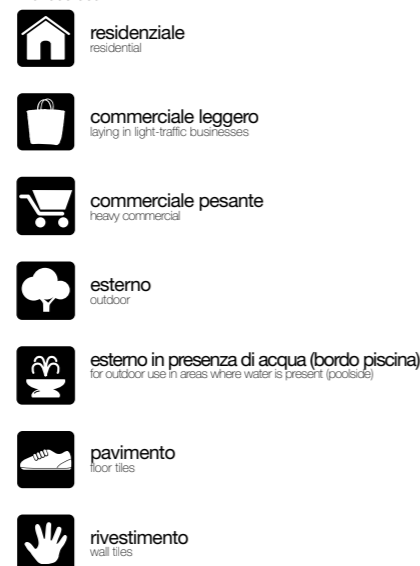 residenziale
residential
commerciale leggero
laying in light-traffic businesses
commerciale pesante
heavy commercial
esterno
outdoor
esterno in presenza di acqua (bordo piscina)
for outdoor use in areas where water is present (poolside)
pavimento
floor tiles
rivestimento
wall tiles